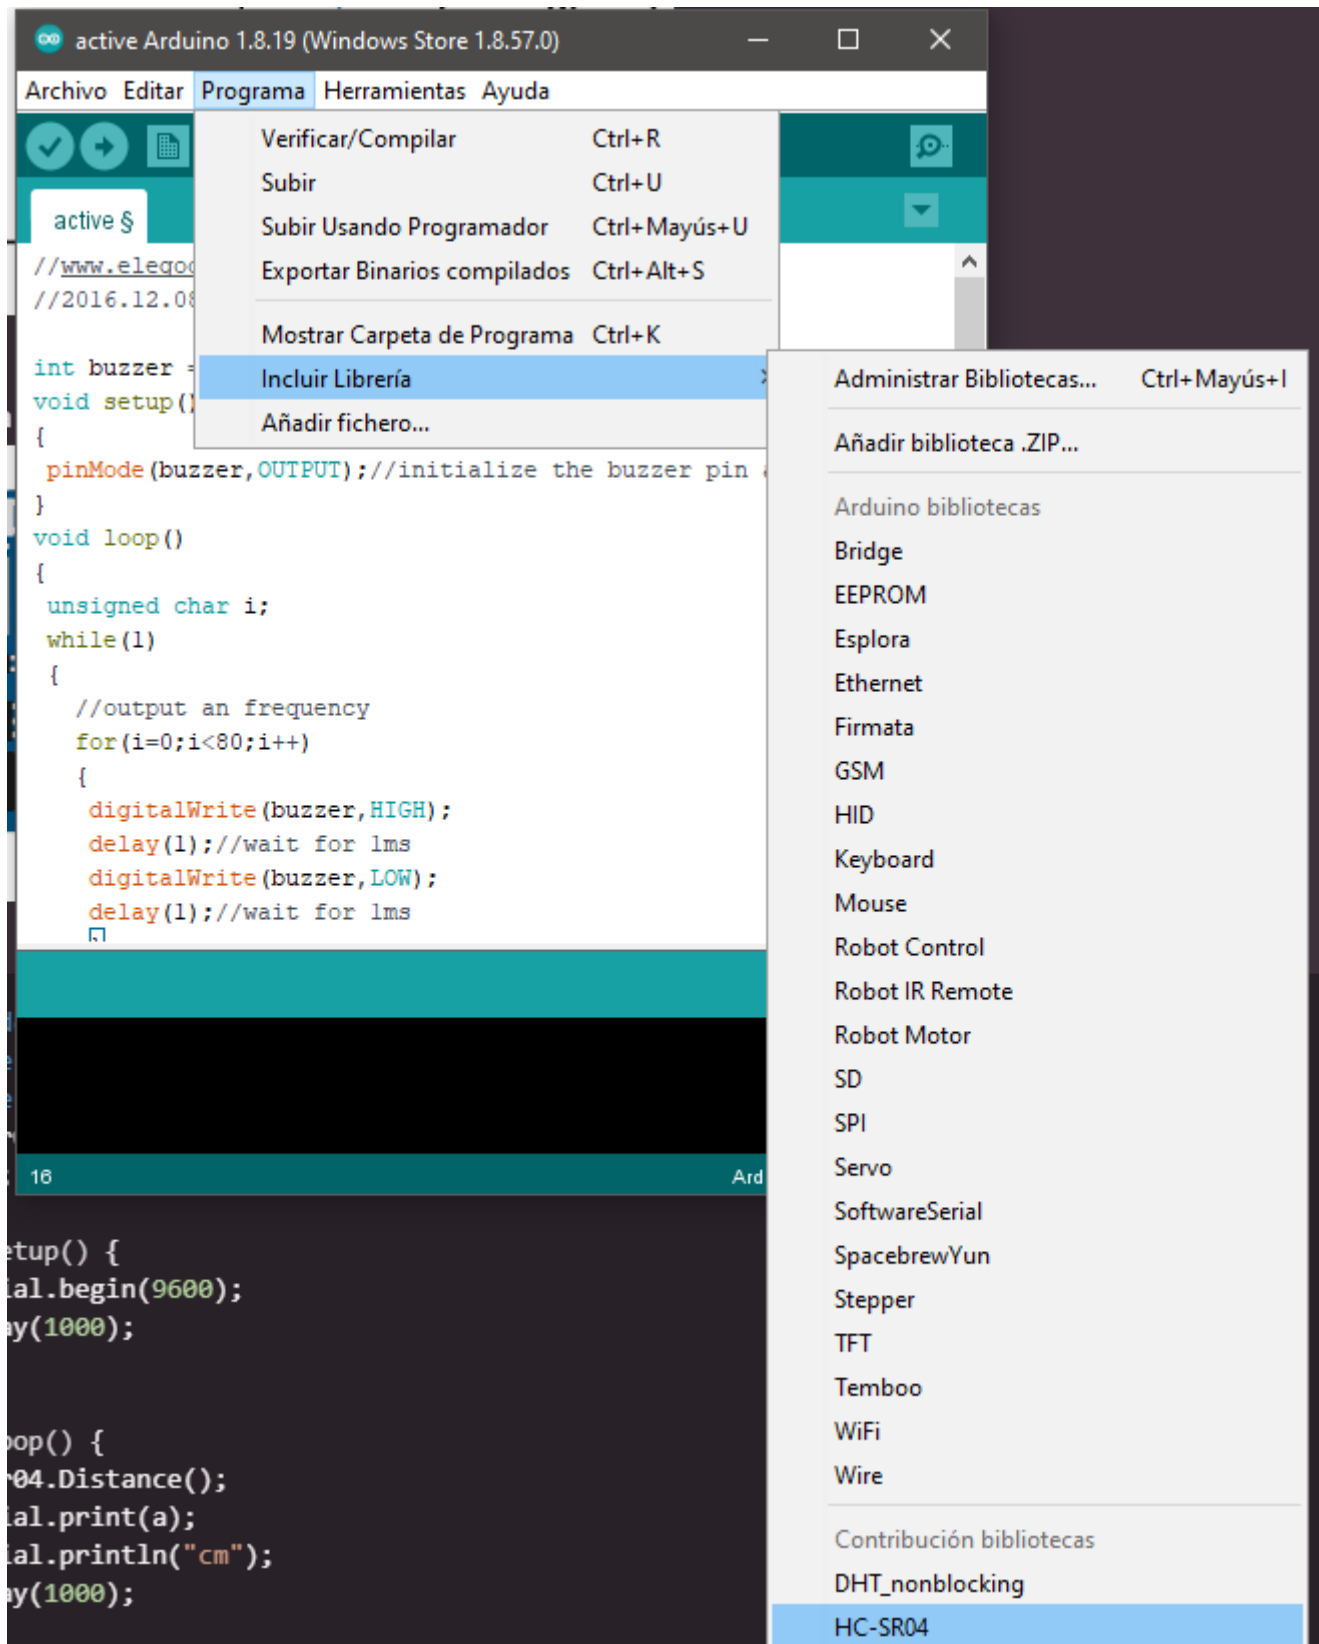 active Arduino 1.8.19 (Windows Store 1.8.57.0)
Archivo Editar Programa Herramientas Ayuda
Verificar/Compilar Ctrl+R
Subir Ctrl+U
Subir Usando Programador Ctrl+Mayús+U
Exportar Binarios compilados Ctrl+Alt+S
Mostrar Carpeta de Programa Ctrl+K
Incluir Librería
Añadir fichero...
Administrar Bibliotecas... Ctrl+Mayús+I
Añadir biblioteca .ZIP...
Arduino bibliotecas
Bridge
EEPROM
Esplora
Ethernet
Firmata
GSM
HID
Keyboard
Mouse
Robot Control
Robot IR Remote
Robot Motor
SD
SPI
Servo
SoftwareSerial
SpacebrewYun
Stepper
TFT
Temboo
WiFi
Wire
Contribución bibliotecas
DHT_nonblocking
HC-SR04
active §
//www.elegoo
//2016.12.08
int buzzer =
void setup()
{
pinMode(buzzer,OUTPUT);//initialize the buzzer pin
}
void loop()
{
unsigned char i;
while(1)
{
//output an frequency
for(i=0;i<80;i++)
{
digitalWrite(buzzer,HIGH);
delay(1);//wait for 1ms
digitalWrite(buzzer,LOW);
delay(1);//wait for 1ms
16 Ard
etup() {
ial.begin(9600);
ay(1000);
oop() {
r04.Distance();
ial.print(a);
ial.println("cm");
ay(1000);